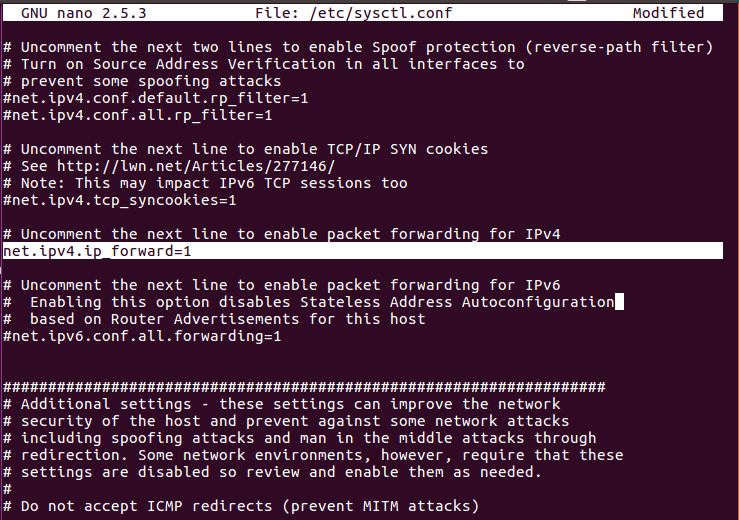 GNU nano 2.5.3 File: /etc/sysctl.conf Modified
# Uncomment the next two lines to enable Spoof protection (reverse-path filter)
# Turn on Source Address Verification in all interfaces to
# prevent some spoofing attacks
#net.ipv4.conf.default.rp_filter=1
#net.ipv4.conf.all.rp_filter=1
# Uncomment the next line to enable TCP/IP SYN cookies
# See http://lwn.net/Articles/277146/
# Note: This may impact IPv6 TCP sessions too
#net.ipv4.tcp_syncookies=1
# Uncomment the next line to enable packet forwarding for IPv4
net.ipv4.ip_forward=1
# Uncomment the next line to enable packet forwarding for IPv6
#  Enabling this option disables Stateless Address Autoconfiguration
#  based on Router Advertisements for this host
#net.ipv6.conf.all.forwarding=1
###################################################################
# Additional settings - these settings can improve the network
# security of the host and prevent against some network attacks
# including spoofing attacks and man in the middle attacks through
# redirection. Some network environments, however, require that these
# settings are disabled so review and enable them as needed.
#
# Do not accept ICMP redirects (prevent MITM attacks)